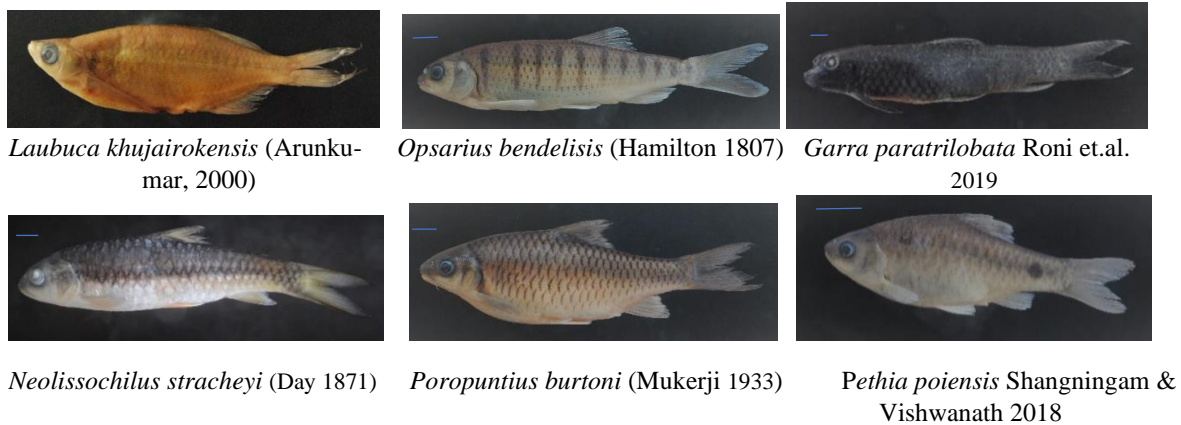 Laubuca khujairokensis (Arunku-
mar, 2000)
Opsarius bendelisis (Hamilton 1807)
Garra paratrilobata Roni et.al.
2019
Neolissochilus stracheyi (Day 1871)
Poropuntius burtoni (Mukerji 1933)
Pethia poiensis Shangningam &
Vishwanath 2018